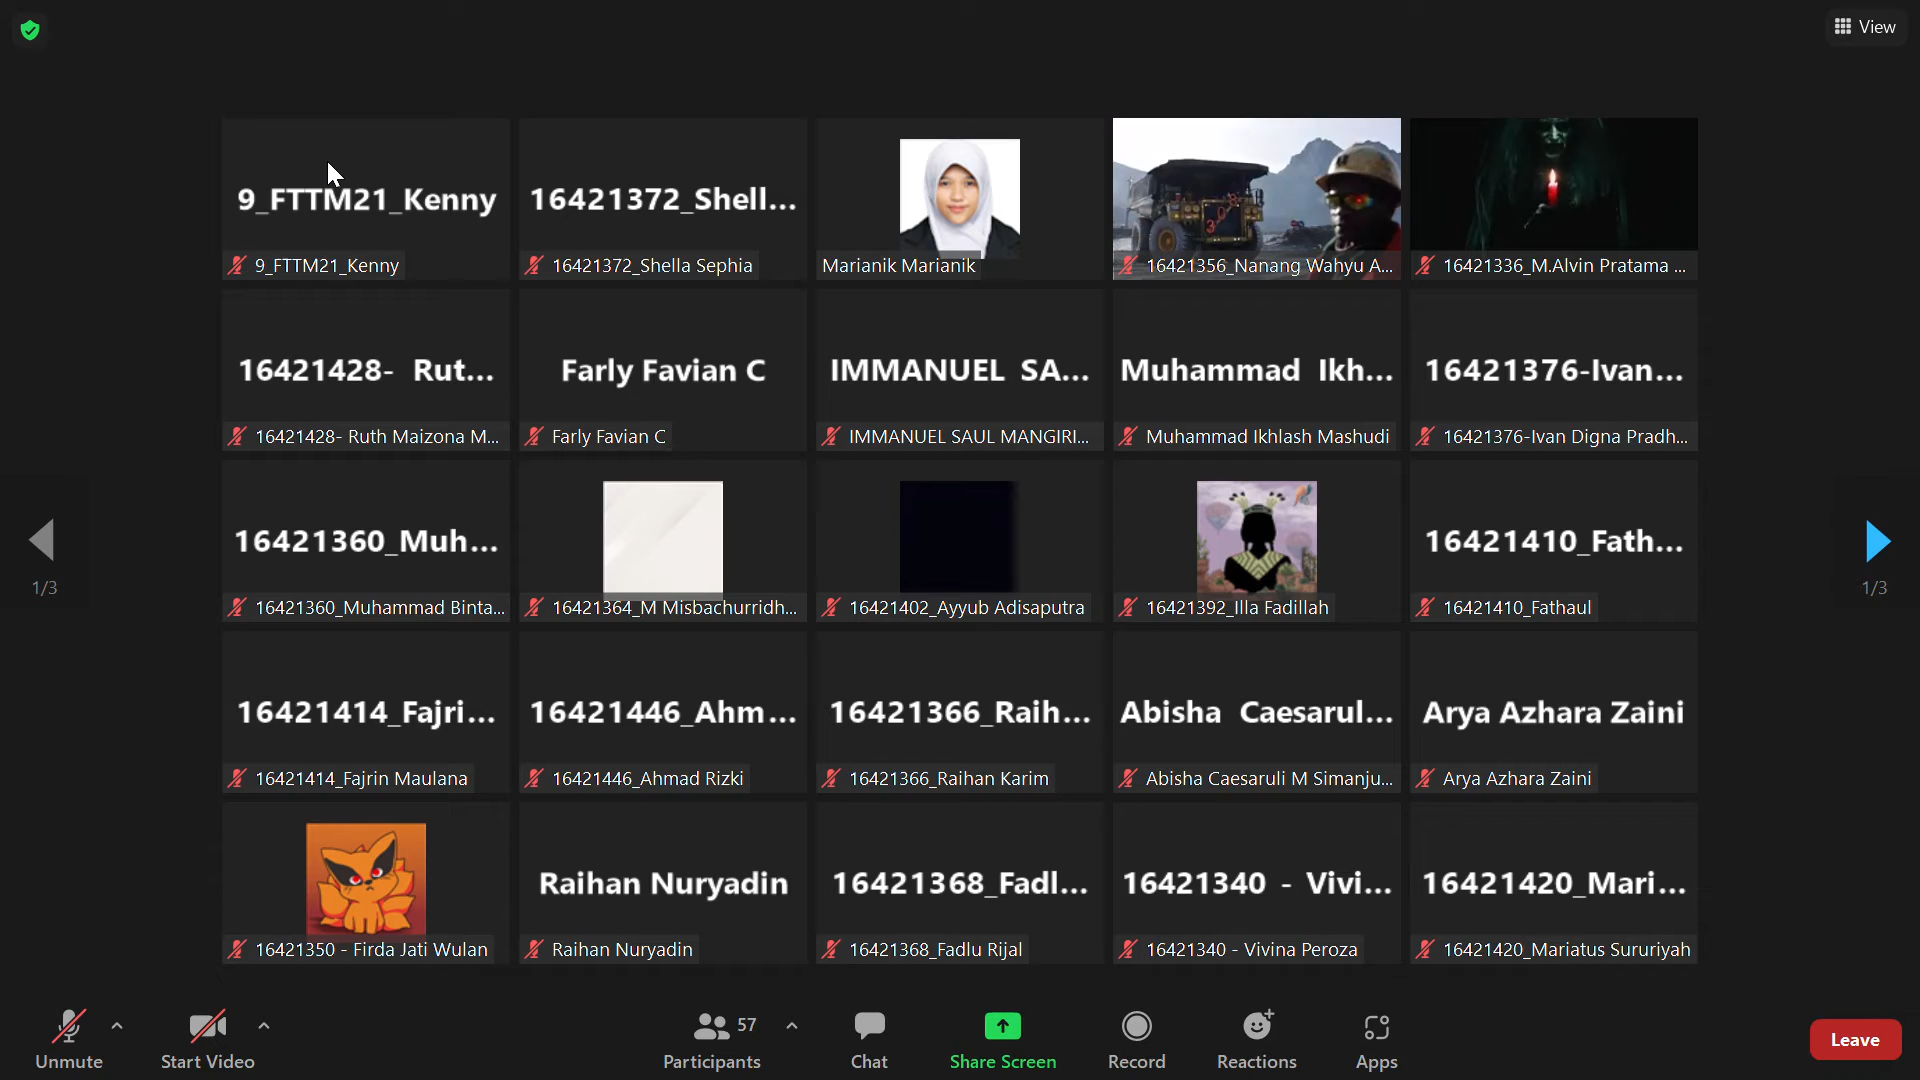 View
9_FTTM21_Kenny
9_FTTM21_Kenny
16421372_Shell...
16421372_Shella Sephia
Marianik Marianik
308
16421356_Nanang Wahyu A...
16421336_M.Alvin Pratama ...
16421428- Rut...
16421428- Ruth Maizona M...
Farly Favian C
Farly Favian C
IMMANUEL SA...
IMMANUEL SAUL MANGIRI...
Muhammad Ikh...
Muhammad Ikhlash Mashudi
16421376-Ivan...
16421376-Ivan Digna Pradh...
16421360_Muh...
16421360_Muhammad Binta...
16421364_M Misbachurridh...
16421402_Ayyub Adisaputra
16421392_Illa Fadillah
16421410_Fath...
16421410_Fathaul
1/3
1/3
16421414_Fajri...
16421414_Fajrin Maulana
16421446_Ahm...
16421446_Ahmad Rizki
16421366_Raih...
16421366_Raihan Karim
Abisha Caesarul...
Abisha Caesaruli M Simanju...
Arya Azhara Zaini
Arya Azhara Zaini
16421350 - Firda Jati Wulan
Raihan Nuryadin
Raihan Nuryadin
16421368_Fadl...
16421368_Fadlu Rijal
16421340 - Vivi...
16421340 - Vivina Peroza
16421420_Mari...
16421420_Mariatus Sururiyah
Unmute
Start Video
57
Participants
Chat
Share Screen
Record
Reactions
Apps
Leave